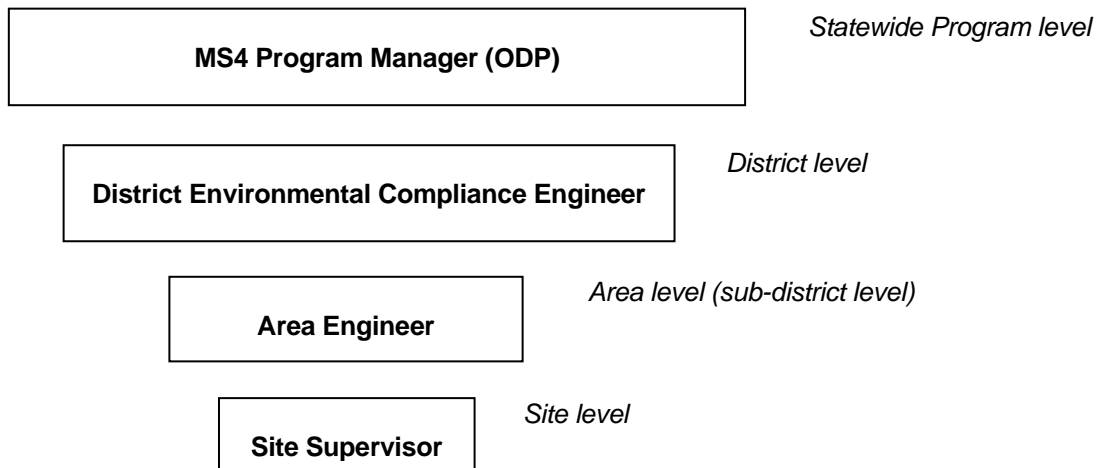 Statewide Program level
MS4 Program Manager (ODP)
District level
District Environmental Compliance Engineer
Area level (sub-district level)
Area Engineer
Site level
Site Supervisor